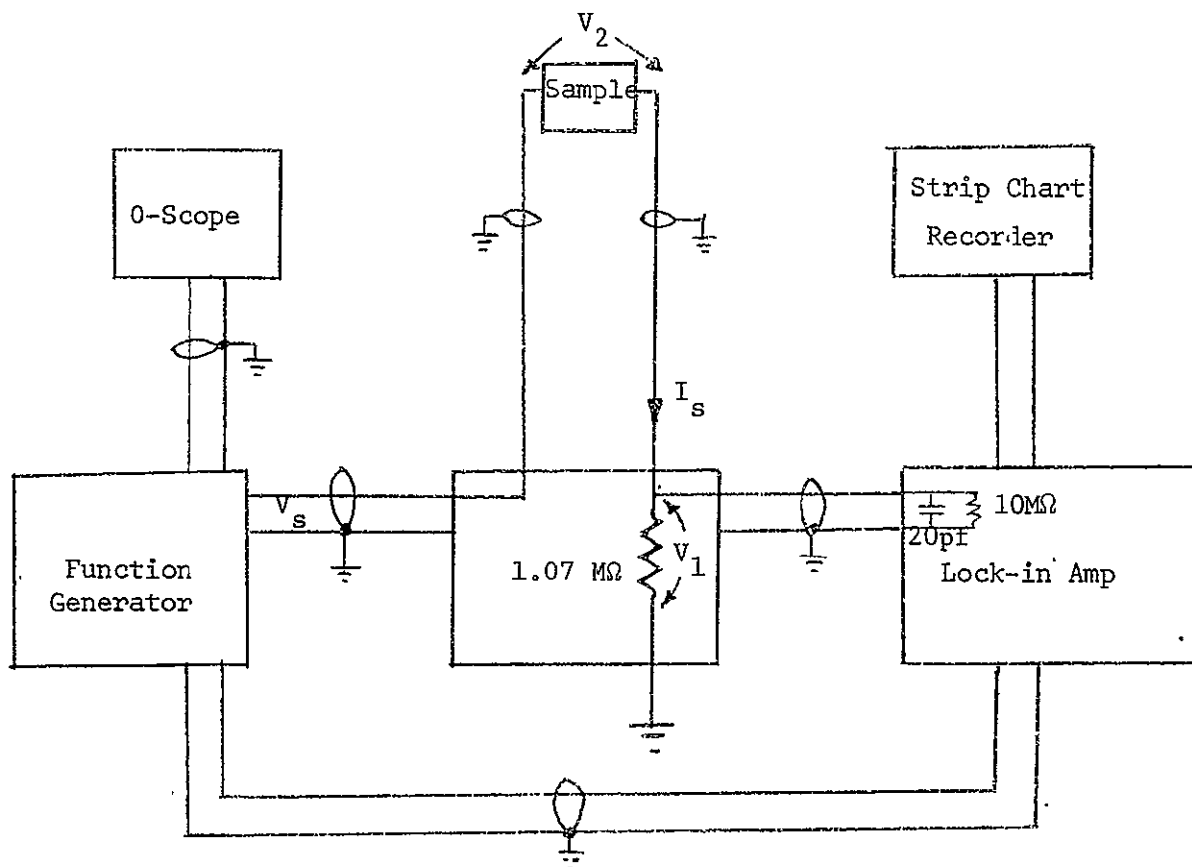 V2
Sample
O-Scope
Strip Chart
Recorder
Is
Vs
10MΩ
20pf
V1
1.07 MΩ
Function
Generator
Lock-in Amp